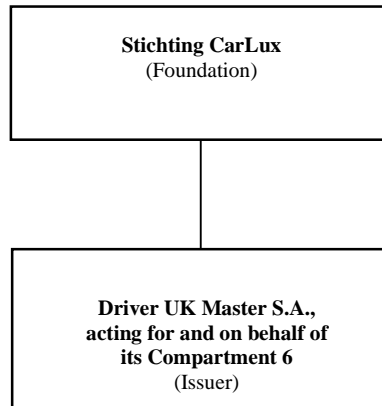 Stichting CarLux
(Foundation)
Driver UK Master S.A.,
acting for and on behalf of
its Compartment 6
(Issuer)